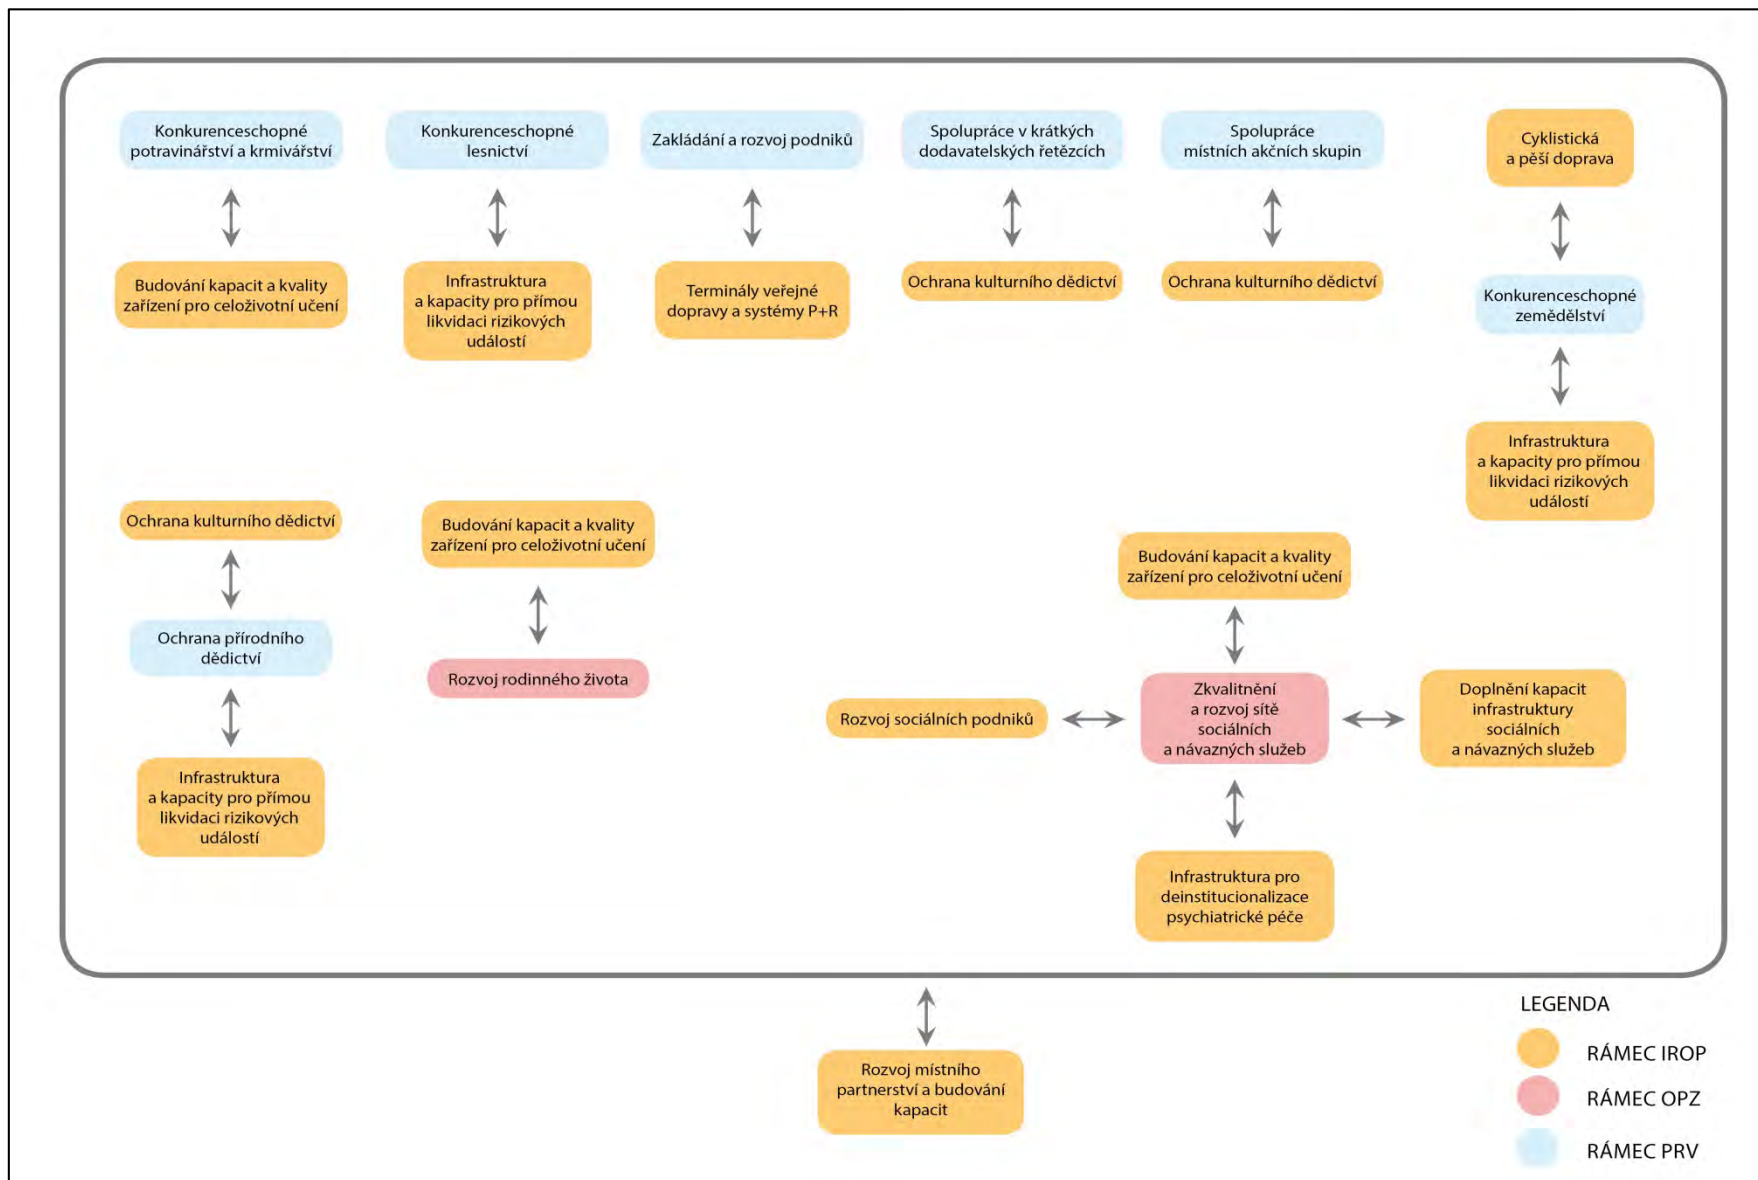 Konkurenceschopné
potravinářství a krmivářství
Konkurenceschopné
lesnictví
Zakládání a rozvoj podniků
Spolupráce v krátkých
dodavatelských řetězcích
Spolupráce
místních akčních skupin
Cyklistická
a pěší doprava
Budování kapacit a kvality
zařízení pro celoživotní učení
Infrastruktura
a kapacity pro přímou
likvidaci rizikových
událostí
Terminály veřejné
dopravy a systémy P+R
Ochrana kulturního dědictví
Ochrana kulturního dědictví
Konkurenceschopné
zemědělství
Infrastruktura
a kapacity pro přímou
likvidaci rizikových
událostí
Ochrana kulturního dědictví
Budování kapacit a kvality
zařízení pro celoživotní učení
Budování kapacit a kvality
zařízení pro celoživotní učení
Ochrana přírodního
dědictví
Rozvoj rodinného života
Rozvoj sociálních podniků
Zkvalitnění
a rozvoj sítě
sociálních
a návazných služeb
Doplnění kapacit
infrastruktury
sociálních
a návazných služeb
Infrastruktura
a kapacity pro přímou
likvidaci rizikových
událostí
Infrastruktura pro
deinstitucionalizace
psychiatrické péče
Rozvoj místního
partnerství a budování
kapacit
LEGENDA
RÁMEC IROP
RÁMEC OPZ
RÁMEC PRV